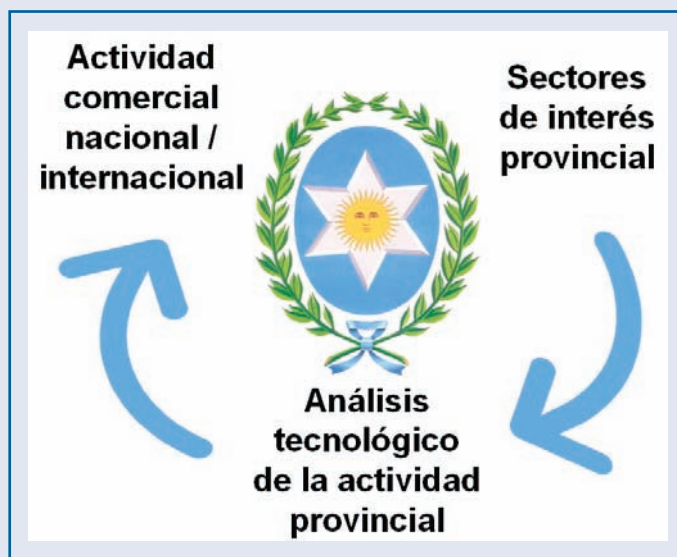 Actividad
comercial
nacional /
internacional
Sectores
de interés
provincial
Análisis
tecnológico
de la actividad
provincial